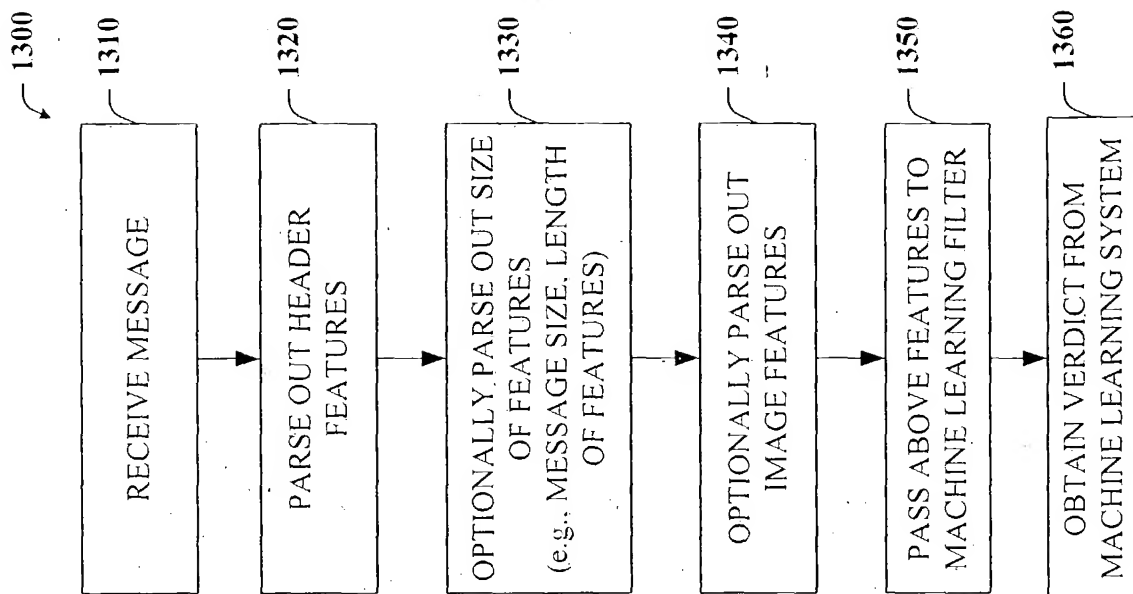 1300
1310
RECEIVE MESSAGE
1320
PARSE OUT HEADER
FEATURES
1330
OPTIONALLY PARSE OUT SIZE
OF FEATURES
(e.g., MESSAGE SIZE, LENGTH
OF FEATURES)
1340
OPTIONALLY PARSE OUT
IMAGE FEATURES
1350
PASS ABOVE FEATURES TO
MACHINE LEARNING FILTER
1360
OBTAIN VERDICT FROM
MACHINE LEARNING SYSTEM